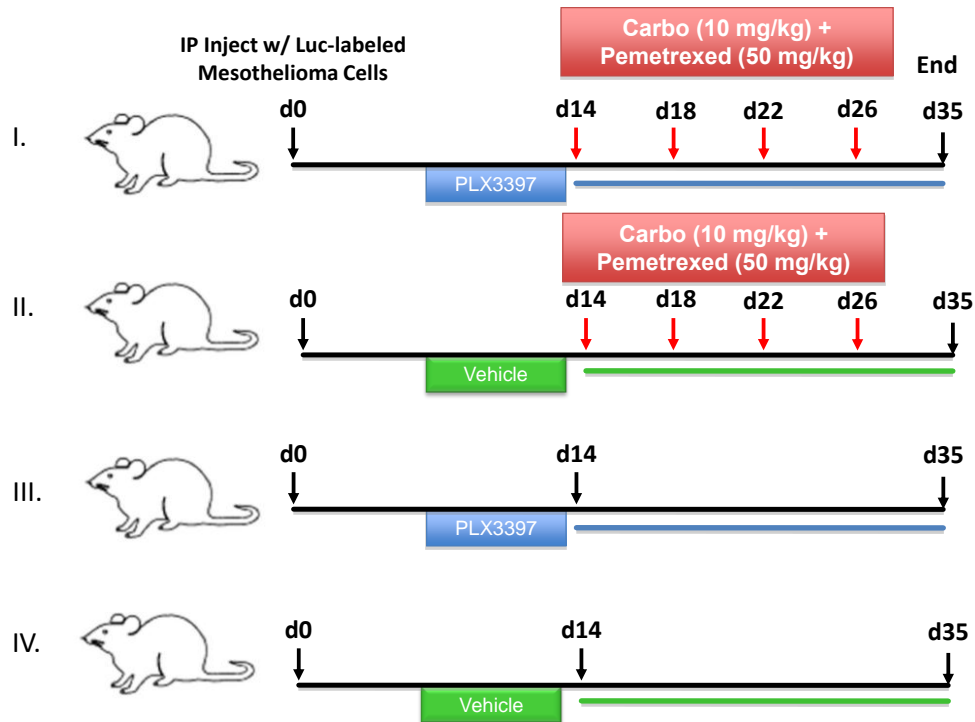 IP Inject w/ Luc-labeled
Mesothelioma Cells
Carbo (10 mg/kg) +
Pemetrexed (50 mg/kg)
End
I.
d0
d14
d18
d22
d26
d35
PLX3397
Carbo (10 mg/kg) +
Pemetrexed (50 mg/kg)
II.
d0
d14
d18
d22
d26
d35
Vehicle
III.
d0
d14
d35
PLX3397
IV.
d0
d14
d35
Vehicle